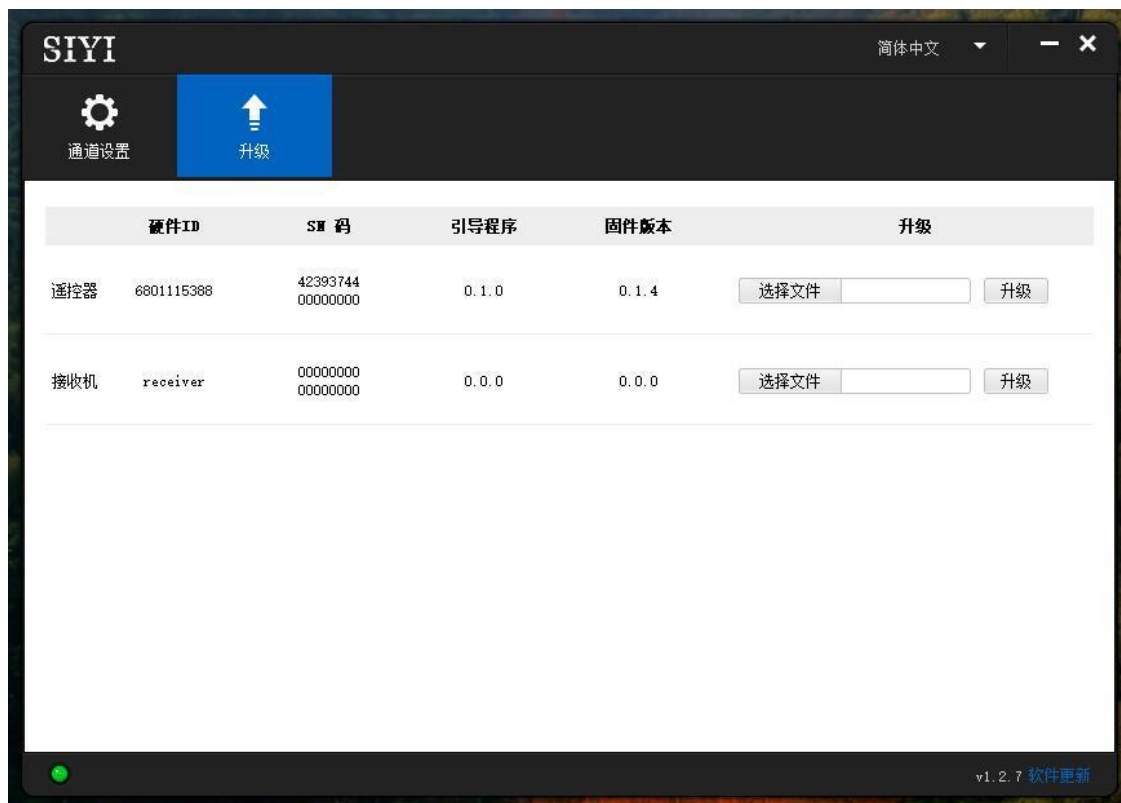 SIYI
简体中文
通道设置
升级
硬件ID SN 码 引导程序 固件版本 升级
遥控器 6801115388 42393744 00000000 0.1.0 0.1.4 选择文件 升级
接收机 receiver 00000000 00000000 0.0.0 0.0.0 选择文件 升级
v1.2.7 软件更新